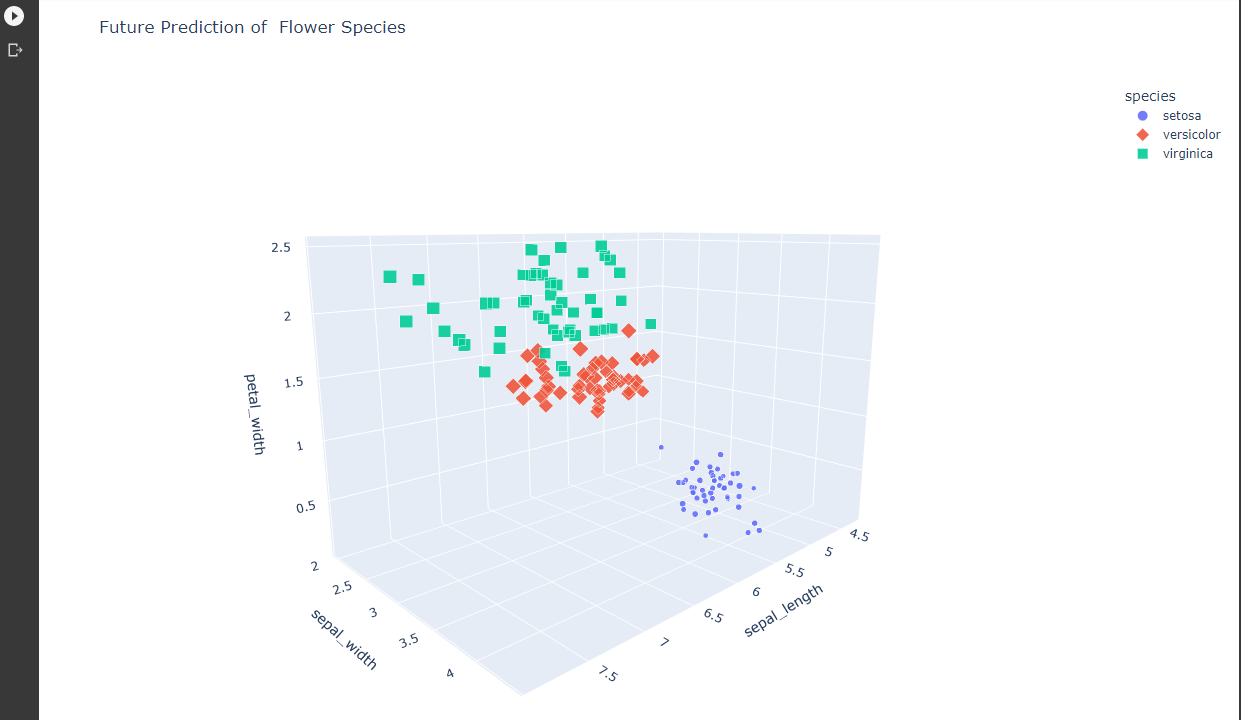 Future Prediction of  Flower Species
species
setosa
versicolor
virginica
2.5
2
1.5
1
0.5
petal_width
2
2.5
3
3.5
4
sepal_width
4.5
5
5.5
6
6.5
7
7.5
sepal_length